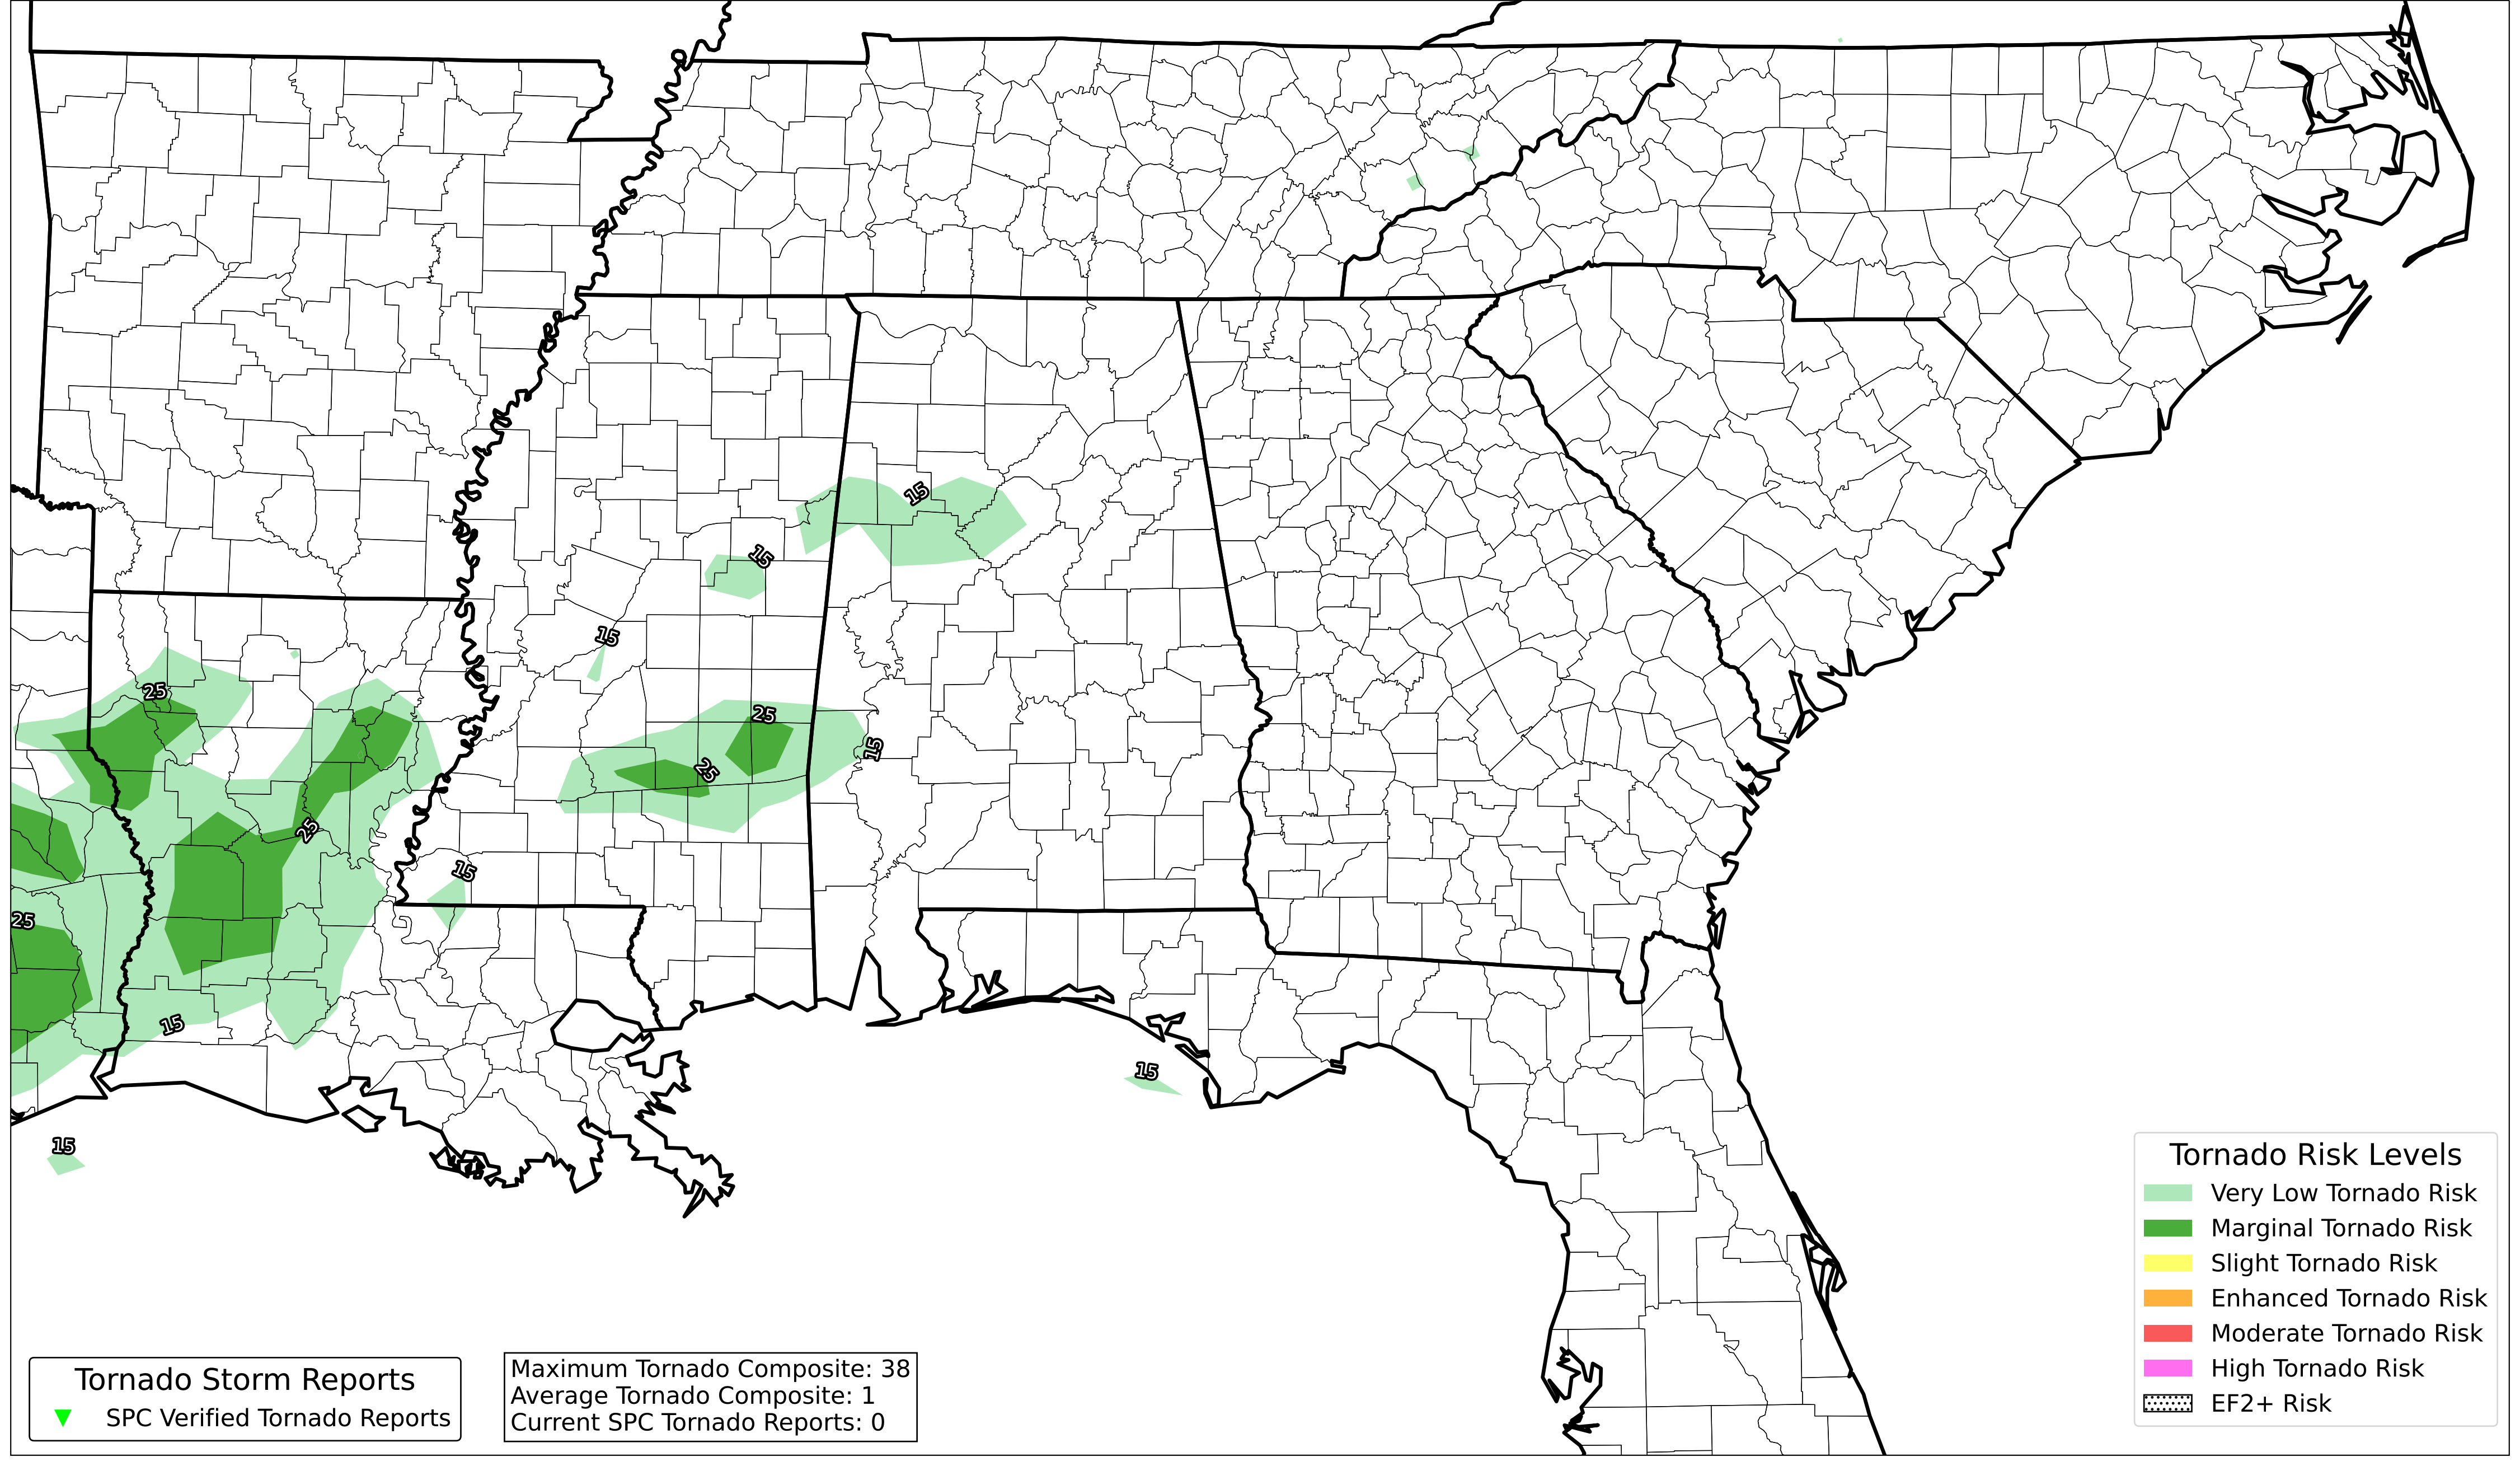 15
15
15
25
25
15
25
25
15
25
15
15
15
Tornado Risk Levels
Very Low Tornado Risk
Marginal Tornado Risk
Slight Tornado Risk
Enhanced Tornado Risk
Moderate Tornado Risk
High Tornado Risk
EF2+ Risk
Tornado Storm Reports
SPC Verified Tornado Reports
Maximum Tornado Composite: 38
Average Tornado Composite: 1
Current SPC Tornado Reports: 0